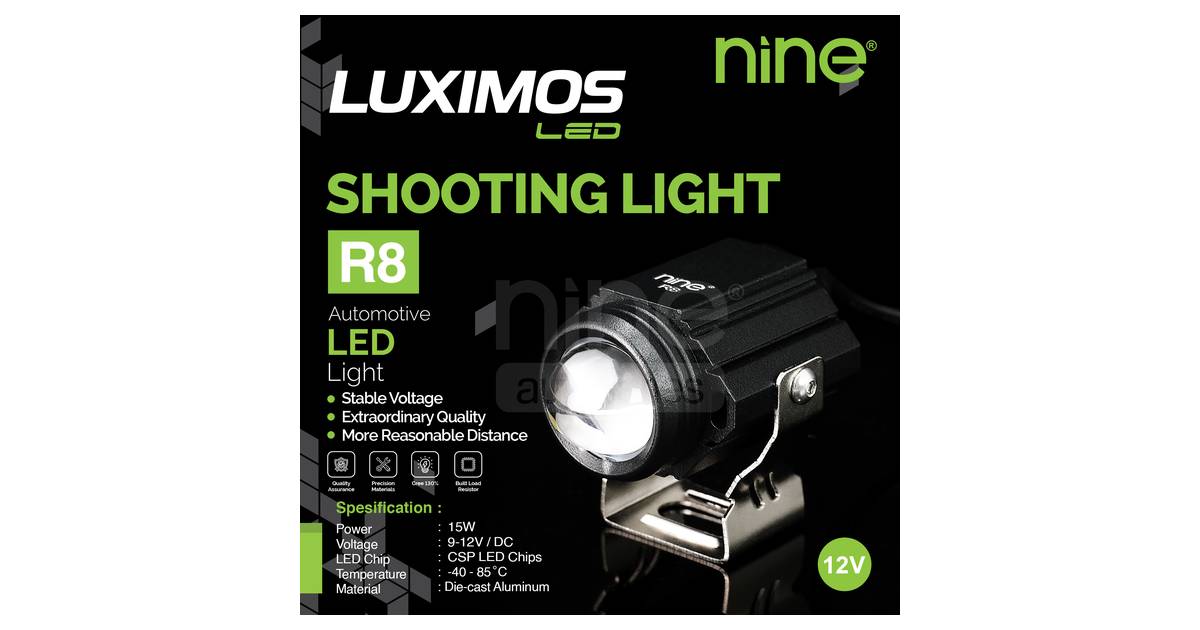 nine®
LUXIMOS
LED
SHOOTING LIGHT
R8
nine®
R8
Automotive
LED
Light
nine®
Stable Voltage
Extraordinary Quality
More Reasonable Distance
Quality Assurance
Precision Materials
Cree 130%
Built Load Resistor
Spesification :
Power : 15W
Voltage : 9-12V / DC
LED Chip : CSP LED Chips
Temperature : -40 - 85°C
Material : Die-cast Aluminum
12V